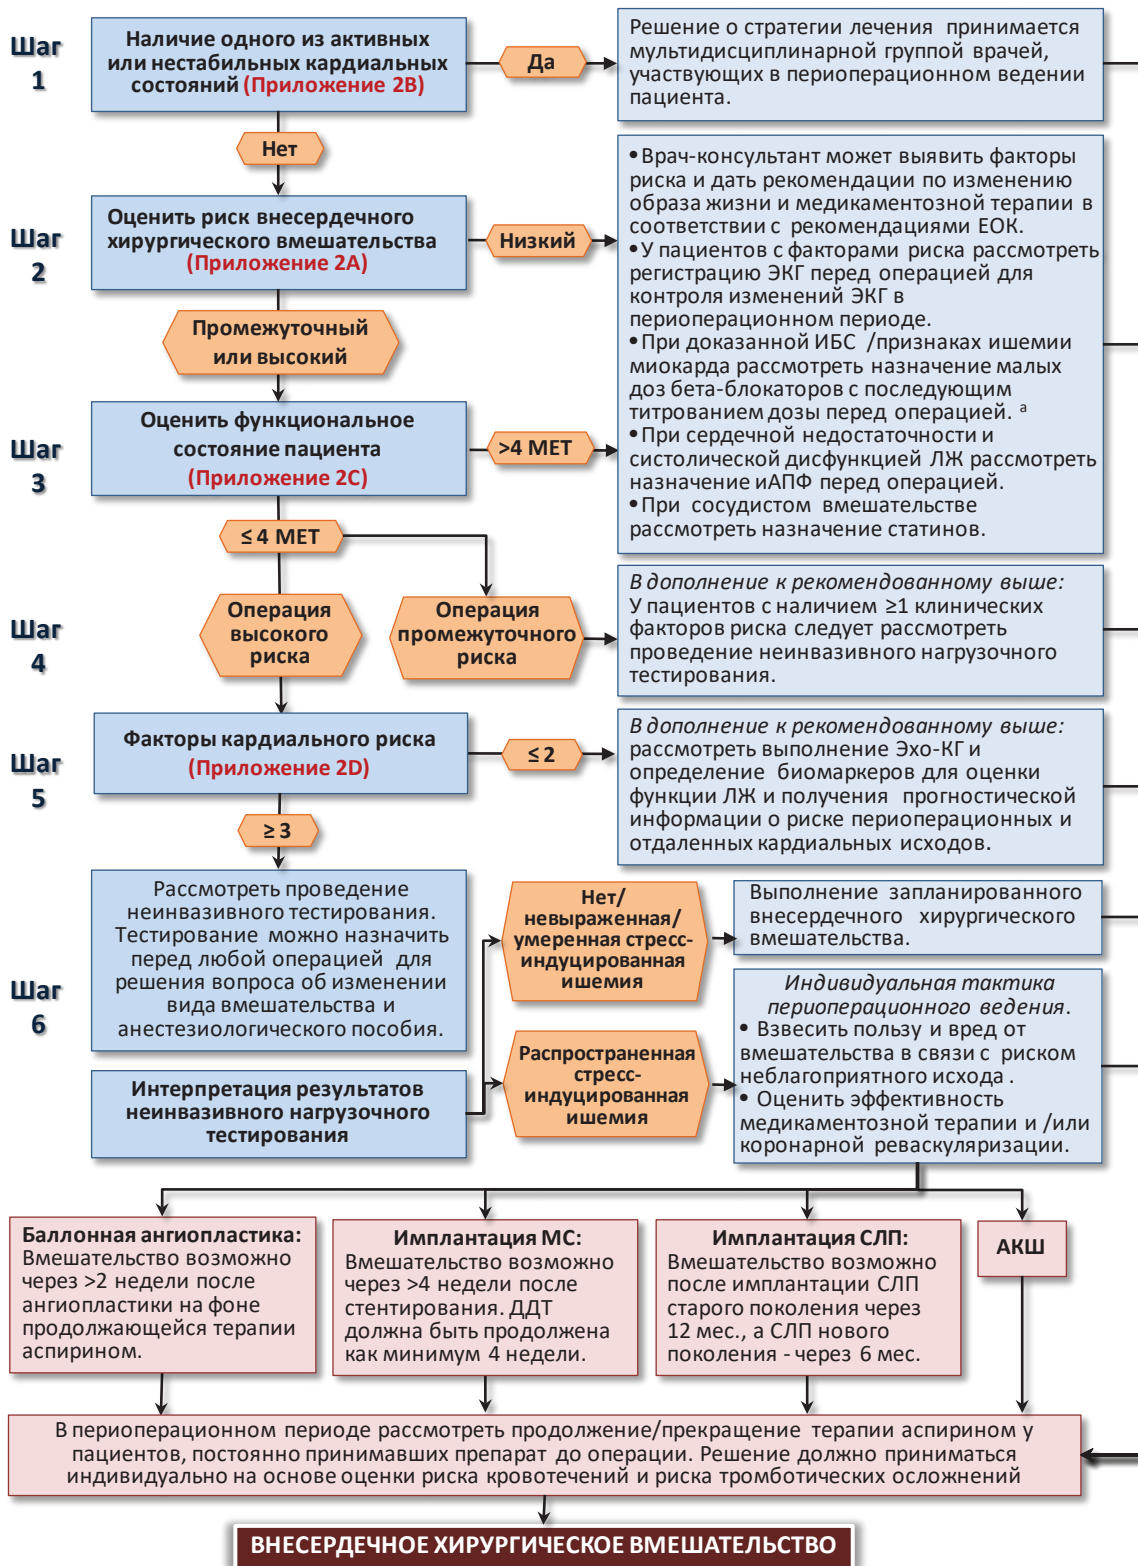 Шаг
1
Наличие одного из активных
или нестабильных кардиальных
состояний (Приложение 2B)
Да
Решение о стратегии лечения принимается
мультидисциплинарной группой врачей,
участвующих в периоперационном ведении
пациента.
Нет
Шаг
2
Оценить риск внесердечного
хирургического вмешательства
(Приложение 2A)
Низкий
• Врач-консультант может выявить факторы
риска и дать рекомендации по изменению
образа жизни и медикаментозной терапии в
соответствии с рекомендациями ЕОК.
• У пациентов с факторами риска рассмотреть
регистрацию ЭКГ перед операцией для
контроля изменений ЭКГ в
периоперационном периоде.
• При доказанной ИБС /признаках ишемии
миокарда рассмотреть назначение малых
доз бета-блокаторов с последующим
титрованием дозы перед операцией. a
• При сердечной недостаточности и
систолической дисфункцией ЛЖ рассмотреть
назначение иАПФ перед операцией.
• При сосудистом вмешательстве
рассмотреть назначение статинов.
Промежуточный
или высокий
Шаг
3
Оценить функциональное
состояние пациента
(Приложение 2C)
>4 МЕТ
≤ 4 МЕТ
Шаг
4
Операция
высокого
риска
Операция
промежуточного
риска
В дополнение к рекомендованному выше:
У пациентов с наличием ≥1 клинических
факторов риска следует рассмотреть
проведение неинвазивного нагрузочного
тестирования.
Шаг
5
Факторы кардиального риска
(Приложение 2D)
≤ 2
В дополнение к рекомендованному выше:
рассмотреть выполнение Эхо-КГ и
определение биомаркеров для оценки
функции ЛЖ и получения прогностической
информации о риске периоперационных и
отдаленных кардиальных исходов.
≥ 3
Шаг
6
Рассмотреть проведение
неинвазивного тестирования.
Тестирование можно назначить
перед любой операцией для
решения вопроса об изменении
вида вмешательства и
анестезиологического пособия.
Интерпретация результатов
неинвазивного нагрузочного
тестирования
Нет/
невыраженная/
умеренная стресс-
индуцированная
ишемия
Выполнение запланированного
внесердечного хирургического
вмешательства.
Распространенная
стресс-
индуцированная
ишемия
Индивидуальная тактика
периоперационного ведения.
• Взвесить пользу и вред от
вмешательства в связи с риском
неблагоприятного исхода .
• Оценить эффективность
медикаментозной терапии и /или
коронарной реваскуляризации.
Баллонная ангиопластика:
Вмешательство возможно
через >2 недели после
ангиопластики на фоне
продолжающейся терапии
аспирином.
Имплантация МС:
Вмешательство возможно
через >4 недели после
стентирования. ДДТ
должна быть продолжена
как минимум 4 недели.
Имплантация СЛП:
Вмешательство возможно
после имплантации СЛП
старого поколения через
12 мес., а СЛП нового
поколения - через 6 мес.
АКШ
В периоперационном периоде рассмотреть продолжение/прекращение терапии аспирином у
пациентов, постоянно принимавших препарат до операции. Решение должно приниматься
индивидуально на основе оценки риска кровотечений и риска тромботических осложнений
ВНЕСЕРДЕЧНОЕ ХИРУРГИЧЕСКОЕ ВМЕШАТЕЛЬСТВО